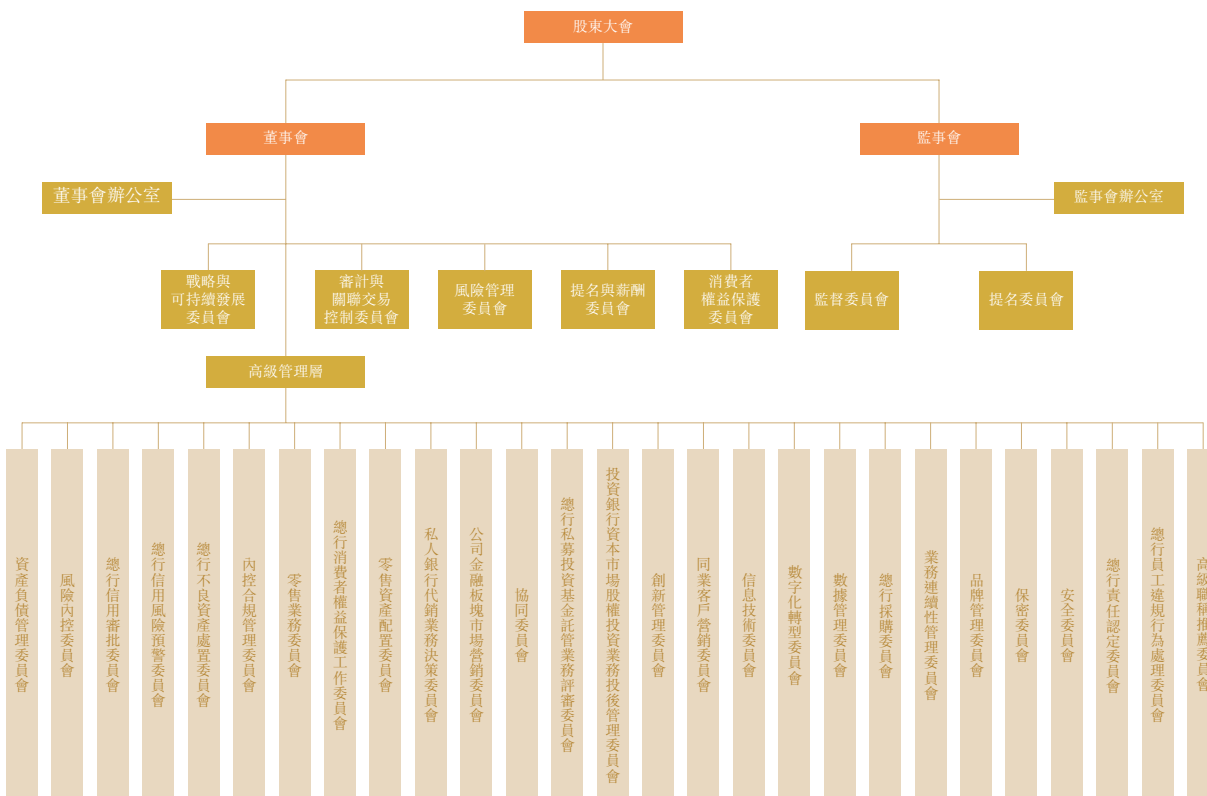 股東大會
董事會
監事會
董事會辦公室
監事會辦公室
戰略與
可持續發展
委員會
審計與
關聯交易
控制委員會
風險管理
委員會
提名與薪酬
委員會
消費者
權益保護
委員會
監督委員會
提名委員會
高級管理層
資產負債管理委員會
風險內控委員會
總行信用審批委員會
總行信用風險預警委員會
總行不良資產處置委員會
內控合規管理委員會
零售業務委員會
總行消費者權益保護工作委員會
零售資產配置委員會
私人銀行代銷業務決策委員會
公司金融板塊市場營銷委員會
協同委員會
總行私募投資基金託管業務評審委員會
投資銀行資本市場股權投資業務投後管理委員會
創新管理委員會
同業客戶營銷委員會
信息技術委員會
數字化轉型委員會
數據管理委員會
總行採購委員會
業務連續性管理委員會
品牌管理委員會
保密委員會
安全委員會
總行責任認定委員會
總行員工違規行為處理委員會
高級職稱推薦委員會